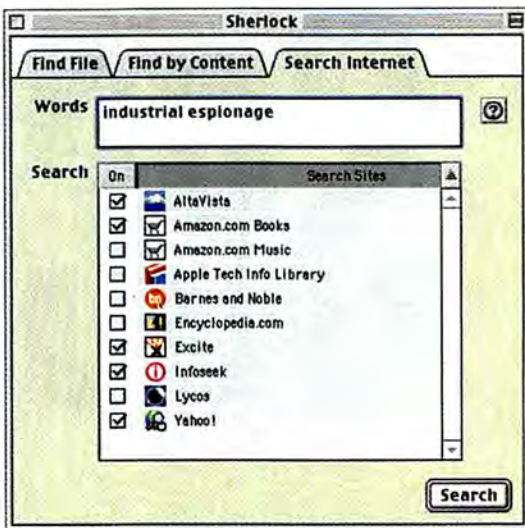 Sherlock
Find File Find by Content Search Internet
Words industrial espionage
Search On Search Sites
AltaVista
Amazon.com Books
Amazon.com Music
Apple Tech Info Library
Barnes and Noble
Encyclopedia.com
Excite
Infoseek
Lycos
Yahoo!
Search